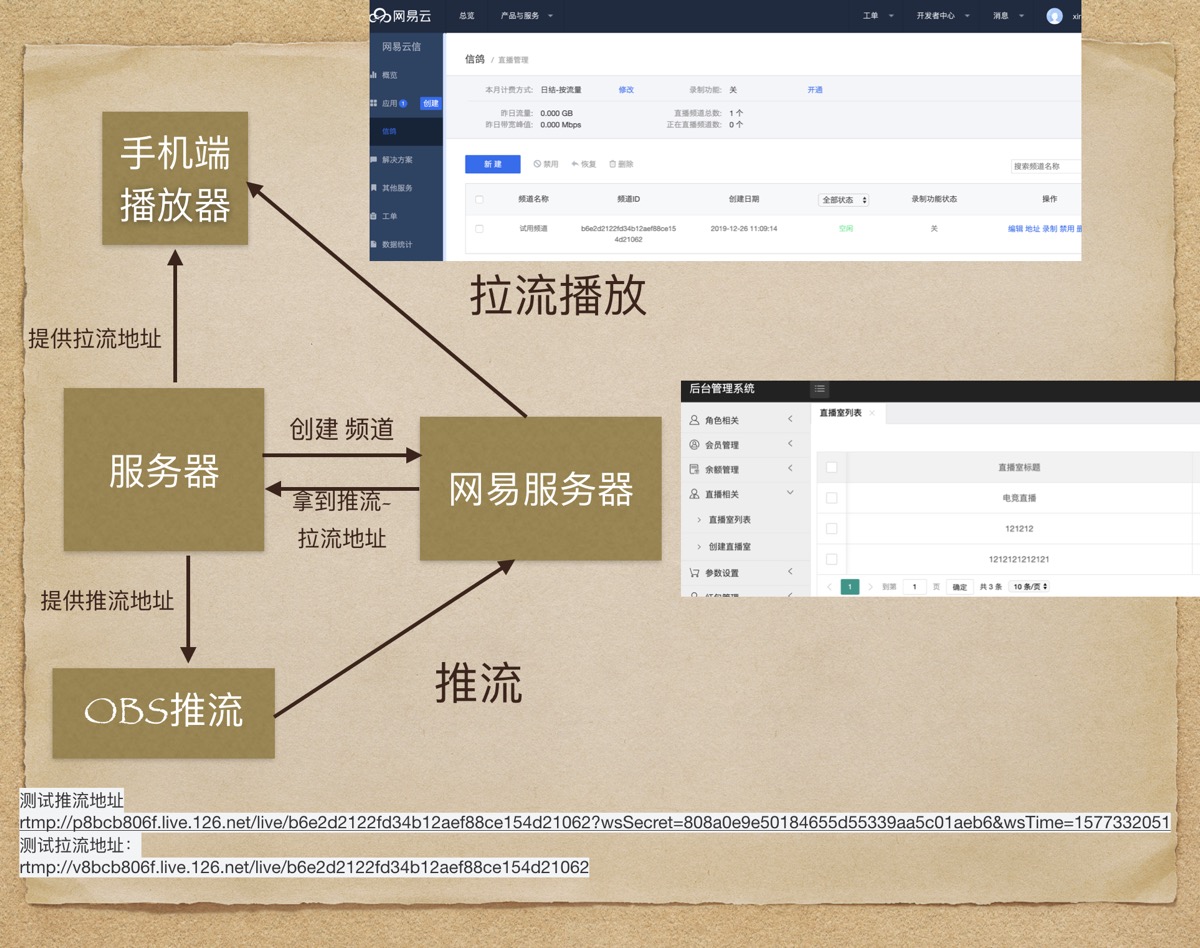 网易云
总览
产品与服务
工单
开发者中心
消息
网易云信
概览
应用 1 创建
信鸽
解决方案
其他服务
工单
数据统计
信鸽 / 直播管理
本月计费方式: 日结-按流量 修改 录制功能: 关 开通
昨日流量: 0.000 GB 直播频道总数: 1 个
昨日带宽峰值: 0.000 Mbps 正在直播频道数: 0 个
新 建 禁用 恢复 删除 搜索频道名称
频道名称 频道ID 创建日期 全部状态 录制功能状态 操作
试用频道 b6e2d2122fd34b12aef88ce15 2019-12-26 11:09:14 空闲 关 编辑 地址 录制 禁用
4d21062
手机端
播放器
拉流播放
提供拉流地址
服务器
创建 频道
拿到推流-
拉流地址
网易服务器
提供推流地址
推流
OBS推流
后台管理系统
角色相关
会员管理
余额管理
直播相关
直播室列表
创建直播室
参数设置
直播室列表 ×
直播室标题
电竞直播
121212
1212121212121
1 到第 1 页 确定 共 3 条 10 条/页
测试推流地址
rtmp://p8bcb806f.live.126.net/live/b6e2d2122fd34b12aef88ce154d21062?wsSecret=808a0e9e50184655d55339aa5c01aeb6&wsTime=1577332051
测试拉流地址：
rtmp://v8bcb806f.live.126.net/live/b6e2d2122fd34b12aef88ce154d21062